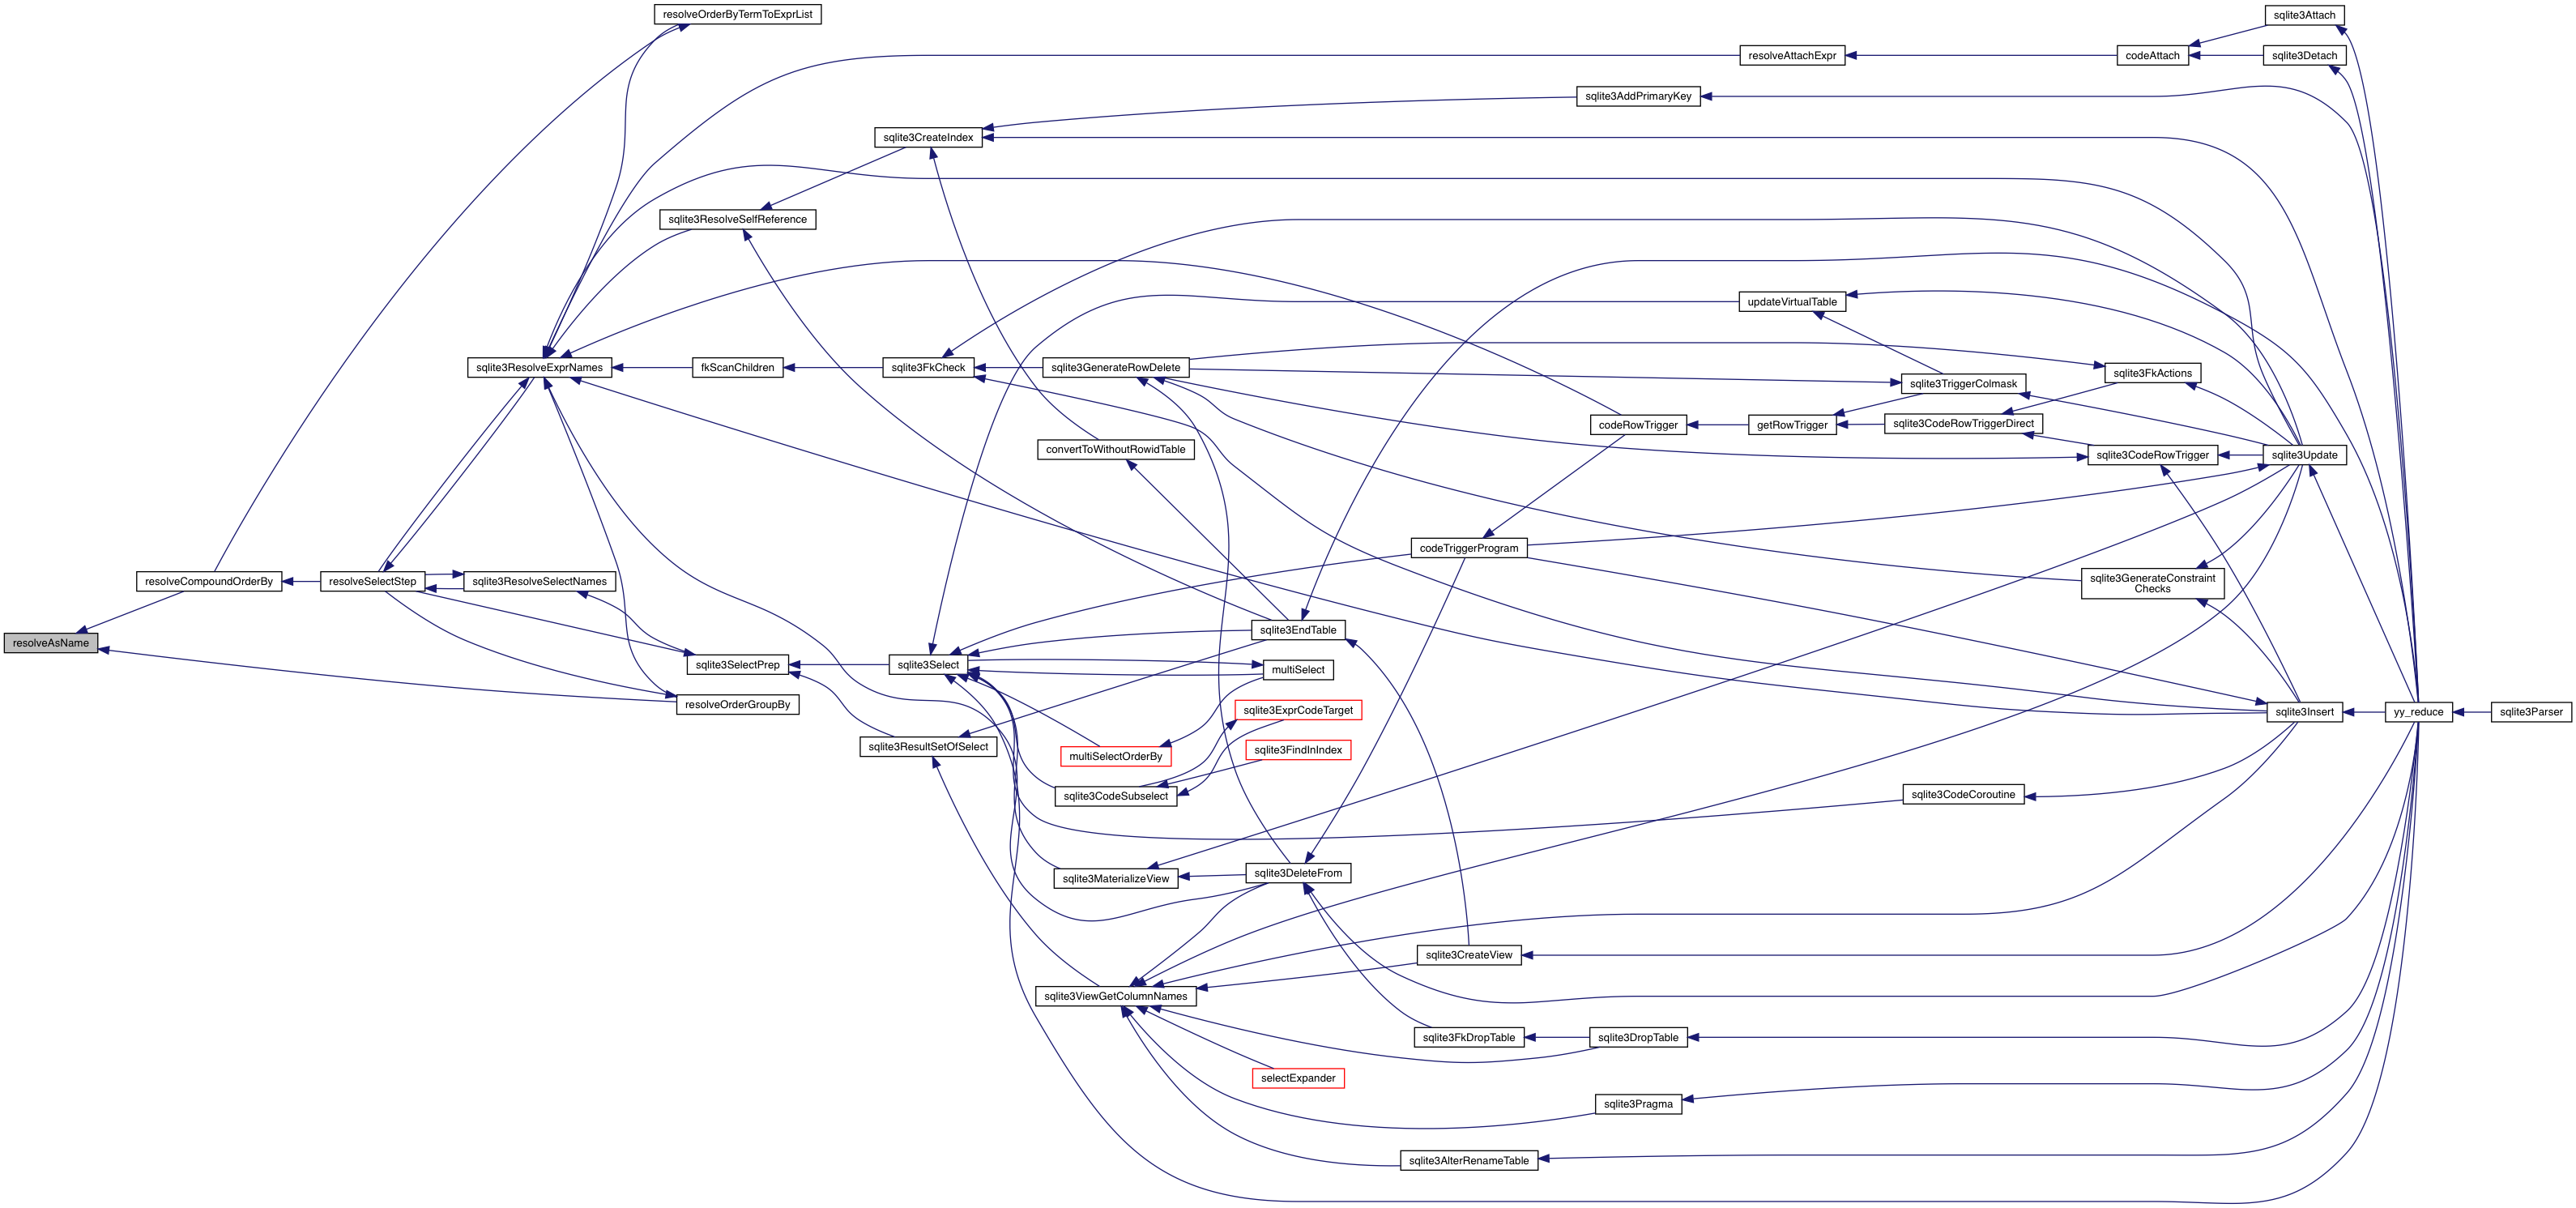 resolveOrderByTermToExprList
sqlite3Attach
resolveAttachExpr
codeAttach
sqlite3Detach
sqlite3AddPrimaryKey
sqlite3CreateIndex
sqlite3ResolveSelfReference
updateVirtualTable
sqlite3ResolveExprNames
fkScanChildren
sqlite3FkCheck
sqlite3GenerateRowDelete
sqlite3FkActions
sqlite3TriggerColmask
codeRowTrigger
getRowTrigger
sqlite3CodeRowTriggerDirect
convertToWithoutRowidTable
sqlite3CodeRowTrigger
sqlite3Update
codeTriggerProgram
resolveCompoundOrderBy
resolveSelectStep
sqlite3ResolveSelectNames
sqlite3GenerateConstraint
Checks
resolveAsName
sqlite3EndTable
sqlite3SelectPrep
sqlite3Select
multiSelect
resolveOrderGroupBy
sqlite3ExprCodeTarget
sqlite3Insert
yy_reduce
sqlite3Parser
sqlite3ResultSetOfSelect
multiSelectOrderBy
sqlite3FindInIndex
sqlite3CodeSubselect
sqlite3CodeCoroutine
sqlite3MaterializeView
sqlite3DeleteFrom
sqlite3CreateView
sqlite3ViewGetColumnNames
sqlite3FkDropTable
sqlite3DropTable
selectExpander
sqlite3Pragma
sqlite3AlterRenameTable